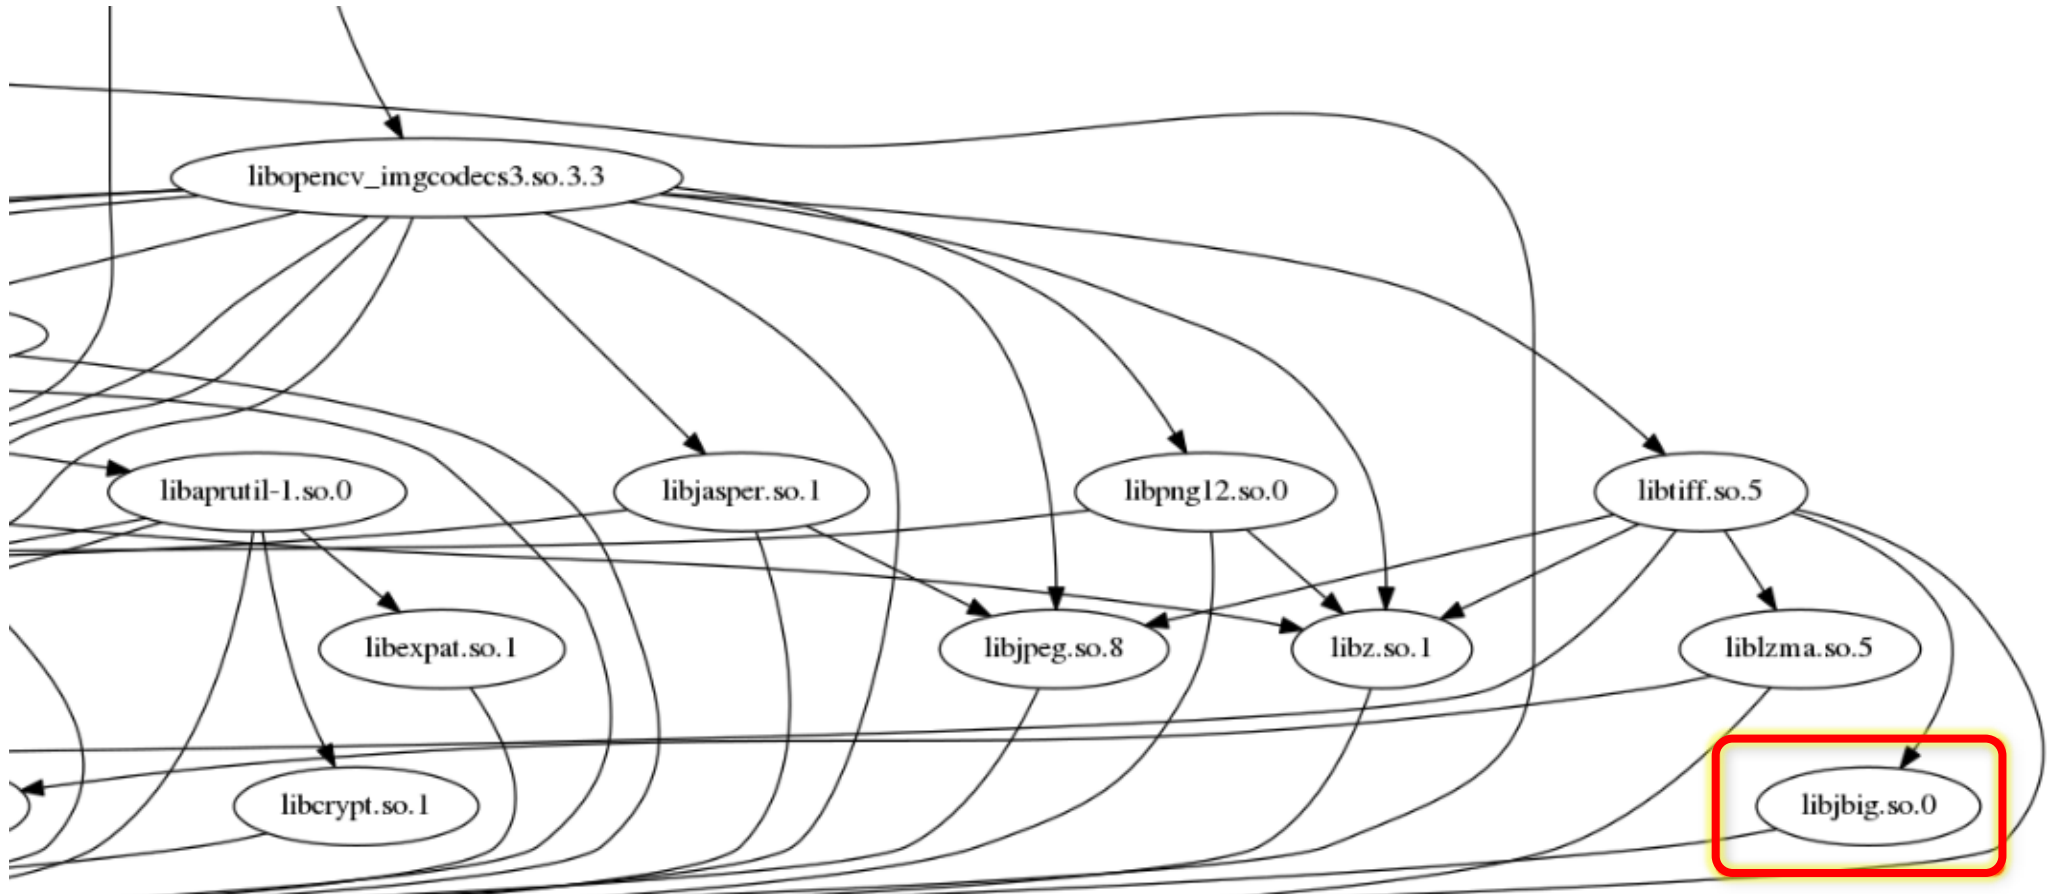 libopencv_imgcodecs3.so.3.3
libaprutil-1.so.0
libjasper.so.1
libpng12.so.0
libtiff.so.5
libexpat.so.1
libjpeg.so.8
libz.so.1
liblzma.so.5
libcrypt.so.1
libjbig.so.0